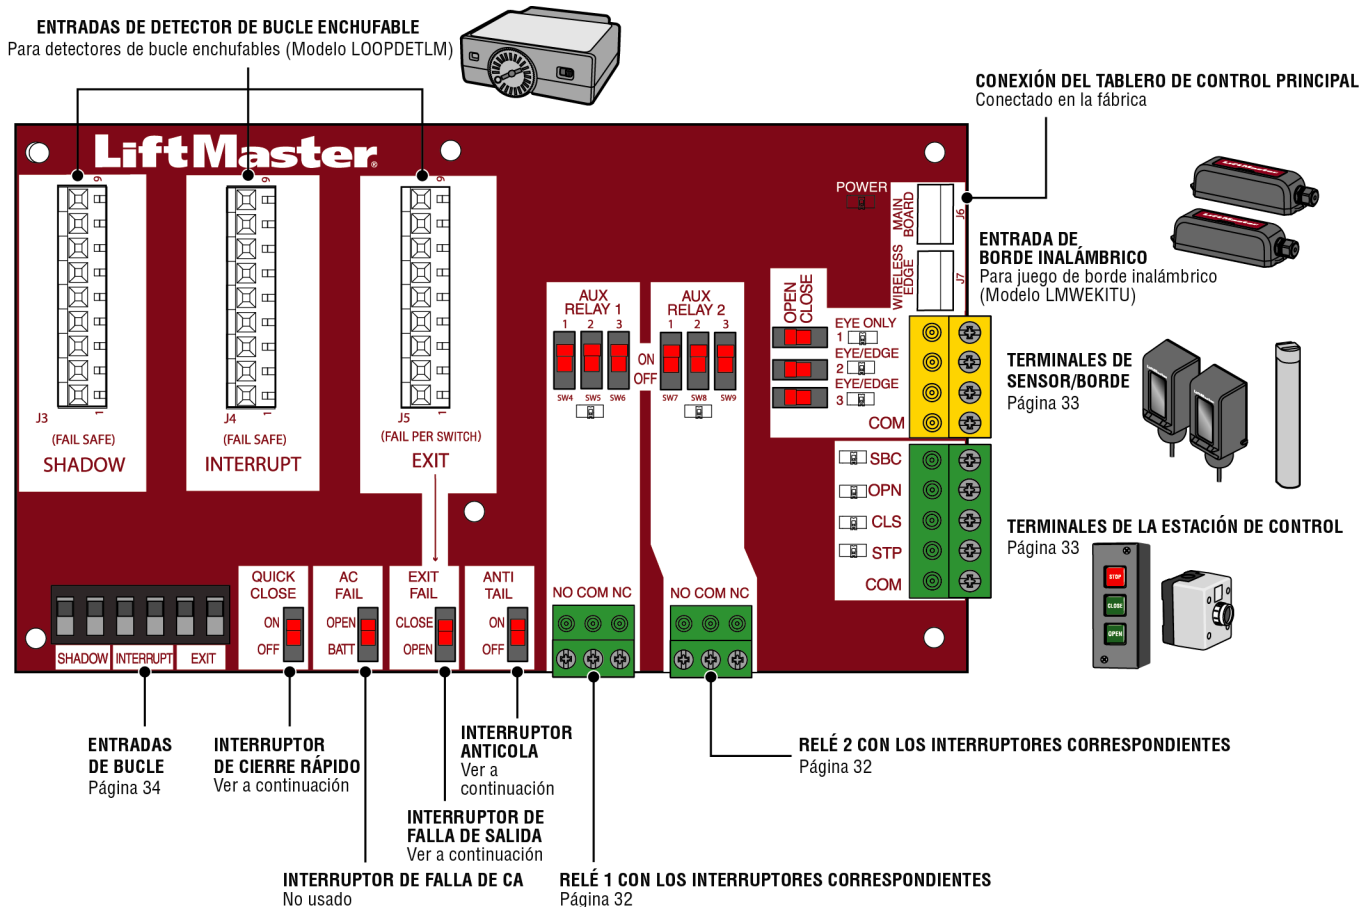 ENTRADAS DE DETECTOR DE BUCLE ENCHUFABLE
Para detectores de bucle enchufables (Modelo LOOPDETLM)
CONEXIÓN DEL TABLERO DE CONTROL PRINCIPAL
Conectado en la fábrica
LiftMaster®
POWER
MAIN
BOARD
J6
WIRELESS
EDGE
J7
ENTRADA DE
BORDE INALÁMBRICO
Para juego de borde inalámbrico
(Modelo LMWEKITU)
LiftMaster
LiftMaster
9
1
J3
(FAIL SAFE)
SHADOW
9
1
J4
(FAIL SAFE)
INTERRUPT
9
1
J5
(FAIL PER SWITCH)
EXIT
AUX
RELAY 1
1 2 3
SW4 SW5 SW6
ON
OFF
AUX
RELAY 2
1 2 3
SW7 SW8 SW9
OPEN
CLOSE
EYE ONLY
1
EYE/EDGE
2
EYE/EDGE
3
COM
TERMINALES DE
SENSOR/BORDE
Página 33
SBC
OPN
CLS
STP
COM
TERMINALES DE LA ESTACIÓN DE CONTROL
Página 33
STOP
CLOSE
OPEN
SHADOW INTERRUPT EXIT
QUICK
CLOSE
ON
OFF
AC
FAIL
OPEN
BATT
EXIT
FAIL
CLOSE
OPEN
ANTI
TAIL
ON
OFF
NO COM NC
NO COM NC
ENTRADAS
DE BUCLE
Página 34
INTERRUPTOR
DE CIERRE RÁPIDO
Ver a continuación
INTERRUPTOR
ANTICOLA
Ver a
continuación
INTERRUPTOR DE
FALLA DE SALIDA
Ver a continuación
INTERRUPTOR DE FALLA DE CA
No usado
RELÉ 1 CON LOS INTERRUPTORES CORRESPONDIENTES
Página 32
RELÉ 2 CON LOS INTERRUPTORES CORRESPONDIENTES
Página 32